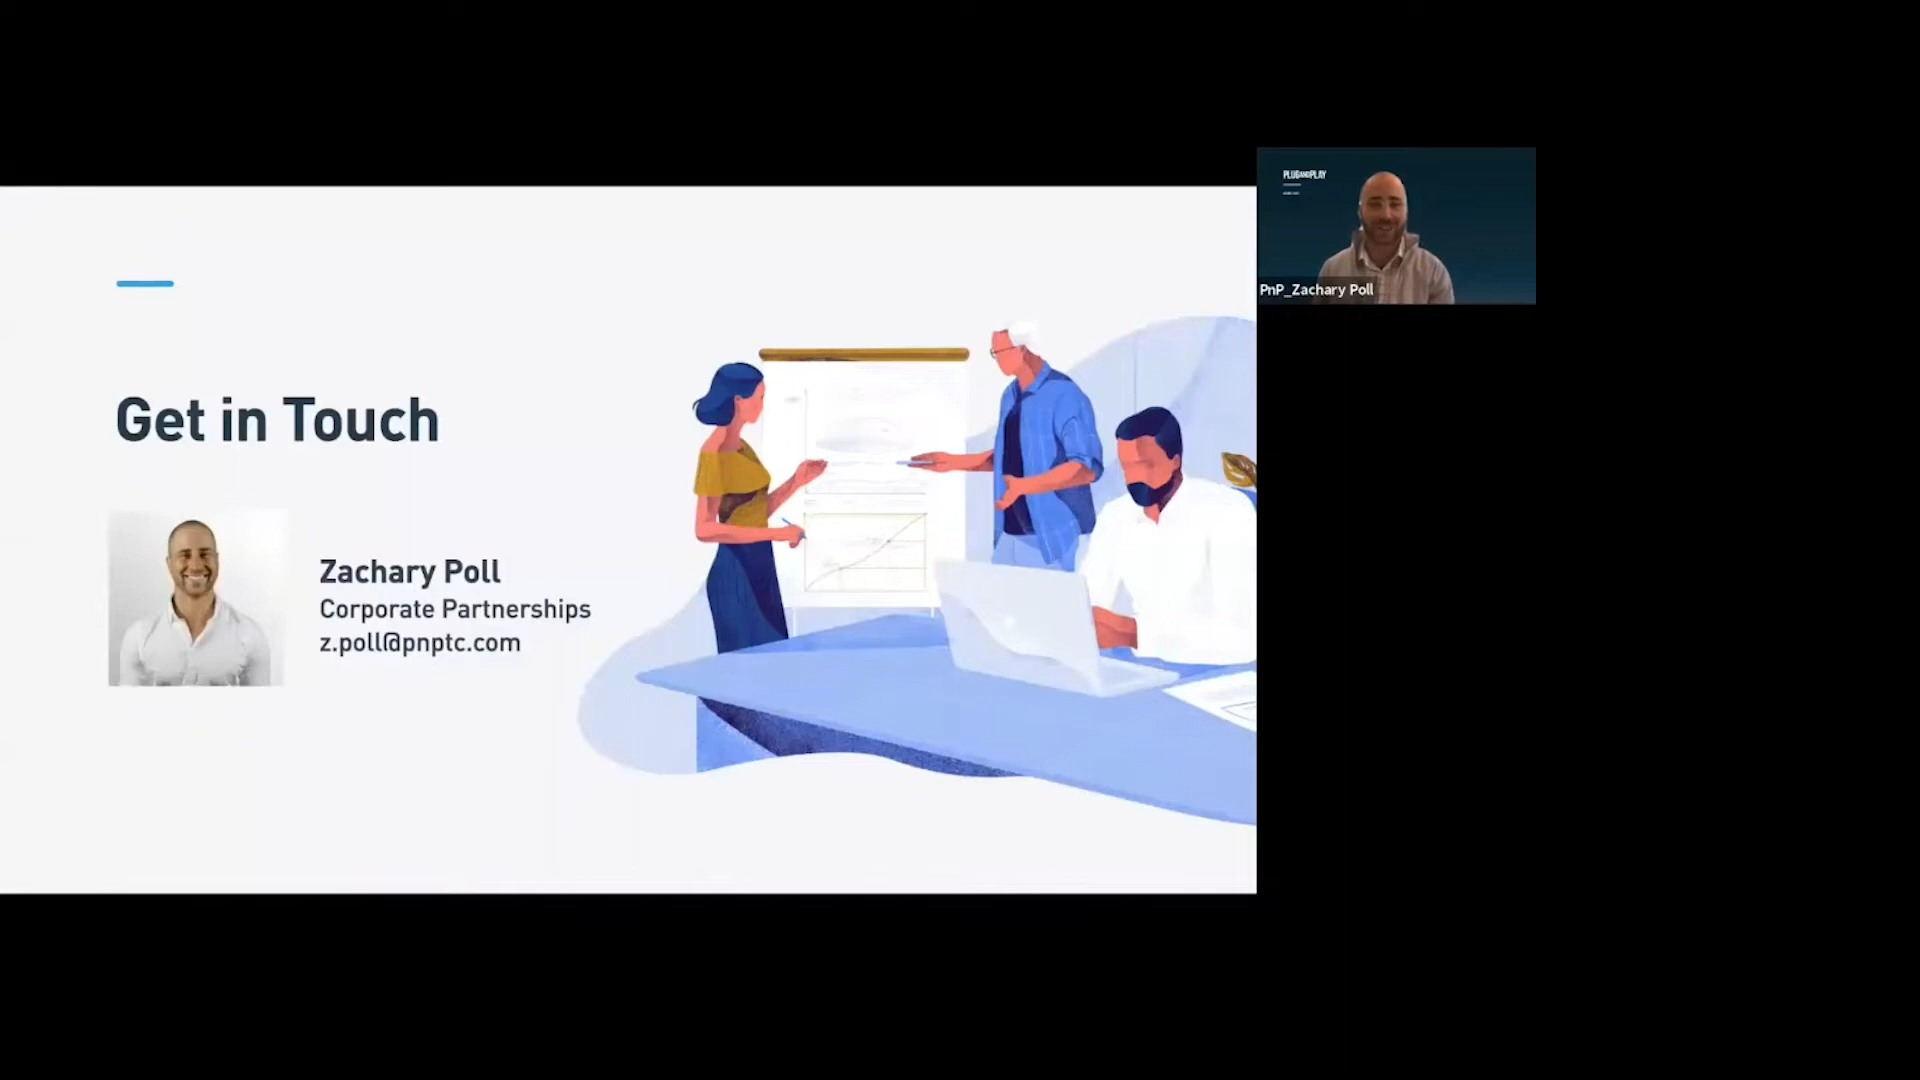 Get in Touch
Zachary Poll
Corporate Partnerships
z.poll@pnptc.com
PLUGANDPLAY
PnP_Zachary Poll